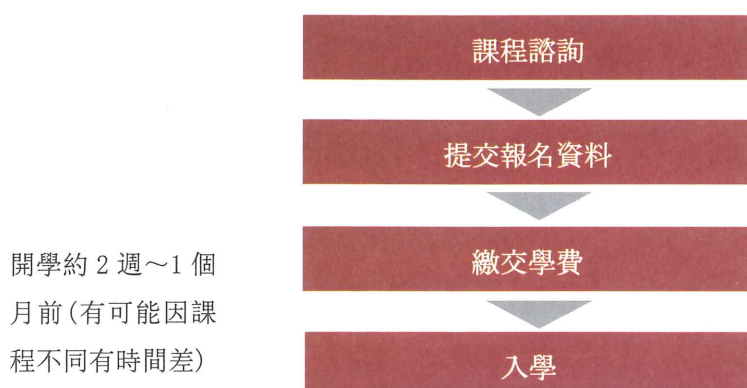 課程諮詢
提交報名資料
繳交學費
開學約 2 週～1 個
月前(有可能因課
程不同有時間差)
入學